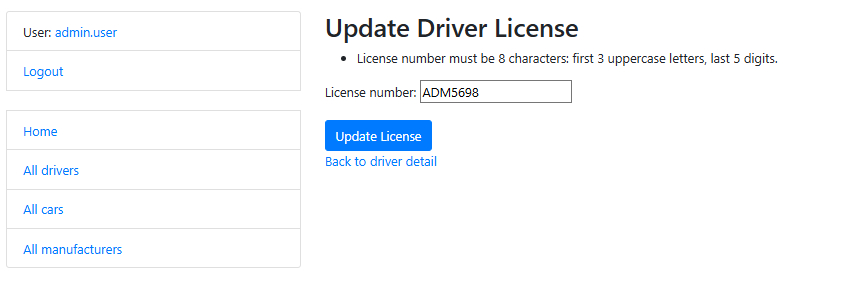 User: admin.user
Logout
Home
All drivers
All cars
All manufacturers
Update Driver License
• License number must be 8 characters: first 3 uppercase letters, last 5 digits.
License number: ADM5698
Update License
Back to driver detail